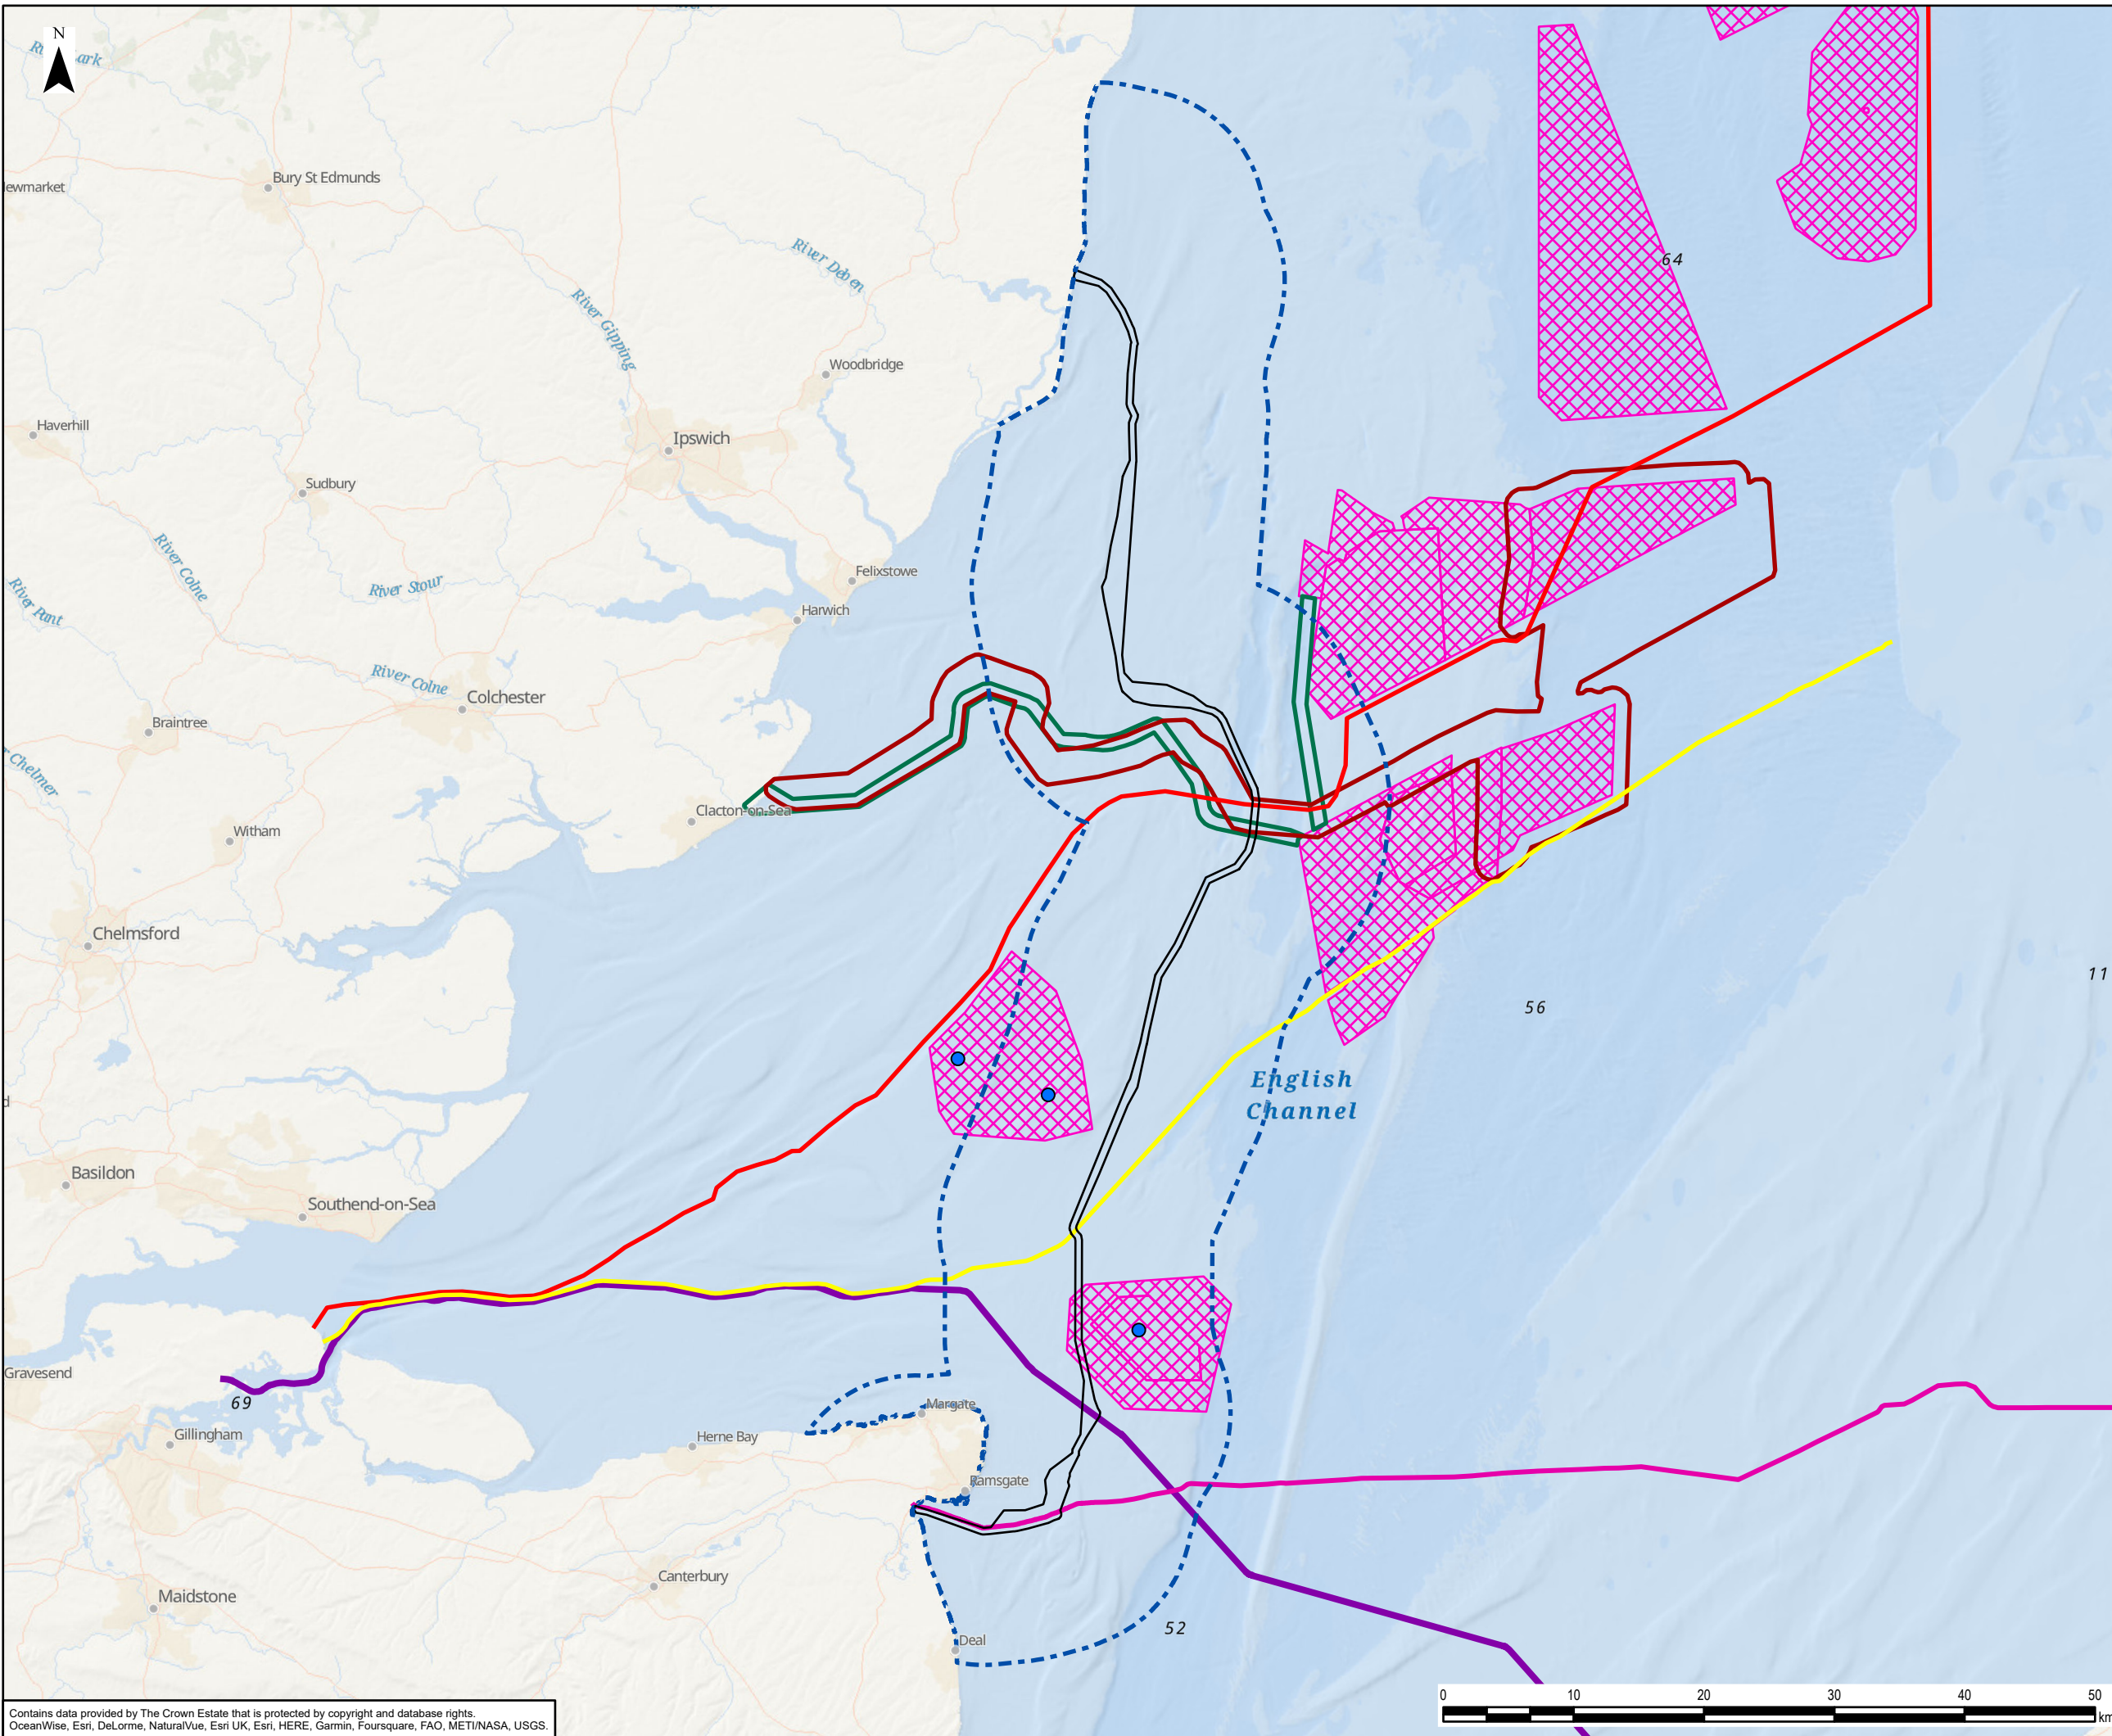 N
Bury St Edmunds
River Deben
64
River Gipping
Woodbridge
Haverhill
Ipswich
Sudbury
River Colne
Felixstowe
River Stour
River Pant
Harwich
River Colne
Colchester
Braintree
Chelmer
Clacton-on-Sea
Witham
Chelmsford
11
56
English
Channel
Basildon
Southend-on-Sea
Gravesend
69
Margate
Gillingham
Herne Bay
Ramsgate
Canterbury
Maidstone
52
Deal
0 10 20 30 40 50
km
Contains data provided by The Crown Estate that is protected by copyright and database rights.
OceanWise, Esri, DeLorme, NaturalVue, Esri UK, Esri, HERE, Garmin, Foursquare, FAO, METI/NASA, USGS.